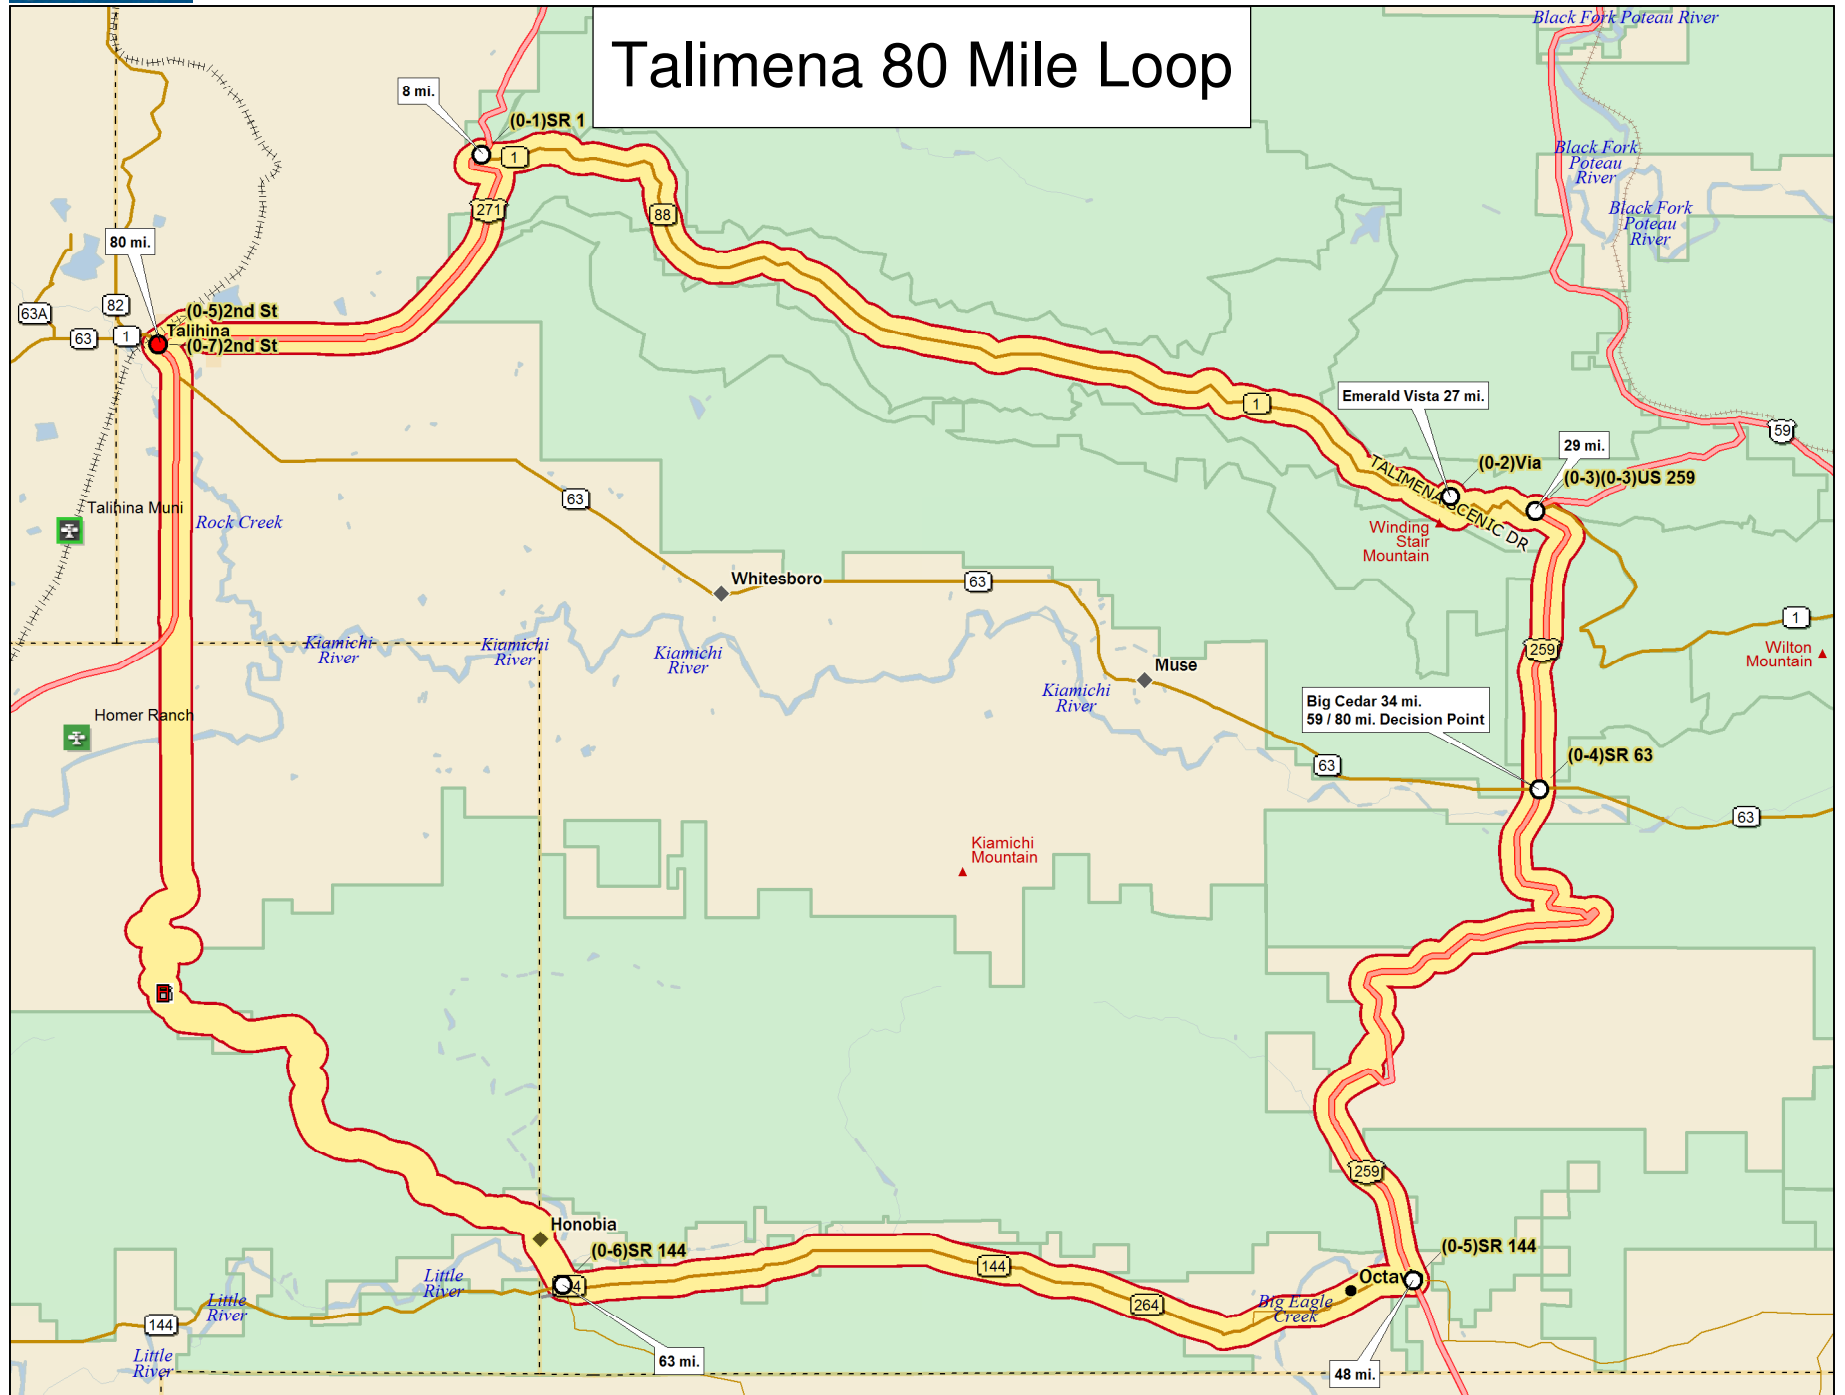 Talimena 80 Mile Loop
Black Fork Poteau River
8 mi.
(0-1)SR 1
1
Black Fork
Poteau
River
271
88
Black Fork
Poteau
River
80 mi.
63A
82
(0-5)2nd St
63
1
Talihina
(0-7)2nd St
Emerald Vista 27 mi.
1
59
29 mi.
TALIMENA SCENIC DR
(0-2)Via
(0-3)(0-3)US 259
63
Talihina Muni
Rock Creek
Winding
Stair
Mountain
Whitesboro
63
1
Kiamichi
River
Kiamichi
River
Kiamichi
River
259
Wilton
Mountain
Muse
Kiamichi
River
Big Cedar 34 mi.
59 / 80 mi. Decision Point
Homer Ranch
63
(0-4)SR 63
63
Kiamichi
Mountain
259
Honobia
(0-6)SR 144
(0-5)SR 144
144
Little
River
4
Octav
Little
River
264
Big Eagle
Creek
144
Little
River
63 mi.
48 mi.